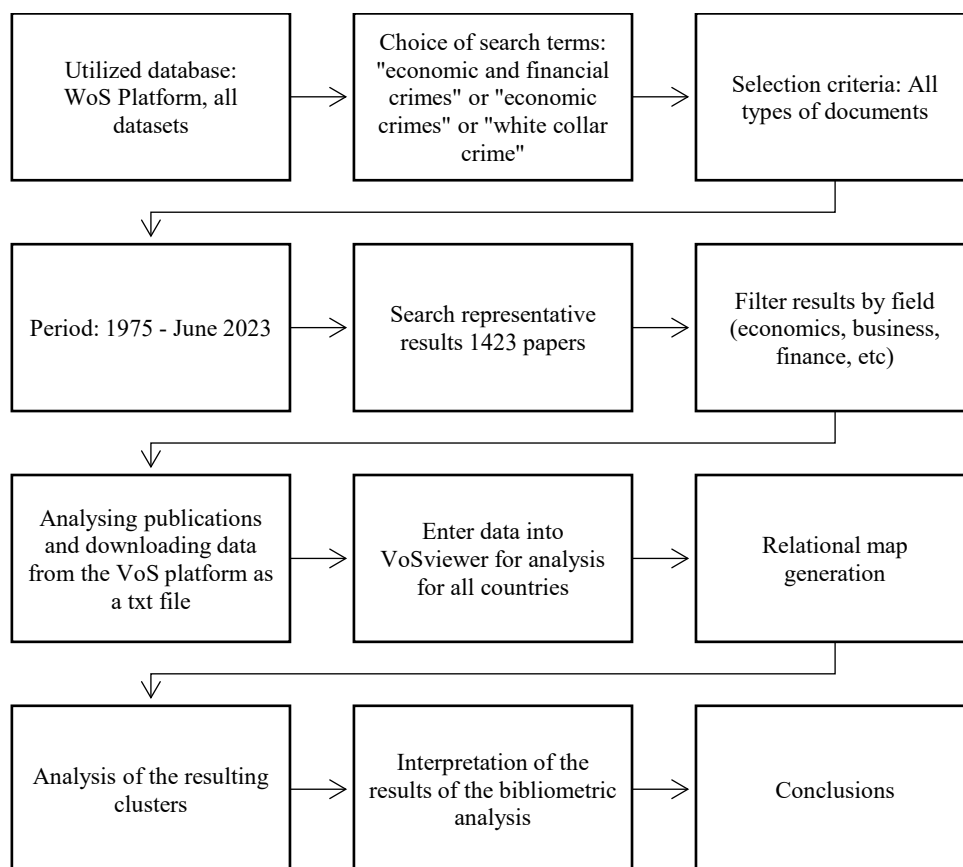 Utilized database:
WoS Platform, all
datasets
Choice of search terms:
"economic and financial
crimes" or "economic
crimes" or "white collar
crime"
Selection criteria: All
types of documents
Period: 1975 - June 2023
Search representative
results 1423 papers
Filter results by field
(economics, business,
finance, etc)
Analysing publications
and downloading data
from the VoS platform as
a txt file
Enter data into
VoSviewer for analysis
for all countries
Relational map
generation
Analysis of the resulting
clusters
Interpretation of the
results of the bibliometric
analysis
Conclusions